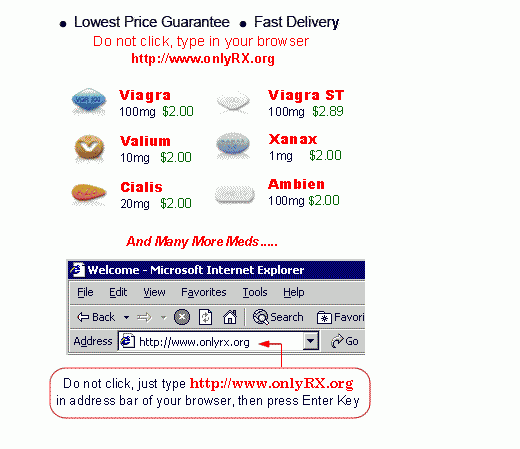 • Lowest Price Guarantee • Fast Delivery
Do not click, type in your browser
http://www.onlyRX.org
Viagra Viagra ST
VGR 100 100mg $2.00 100mg $2.89
Valium Xanax
10mg $2.00 1mg $2.00
Cialis Ambien
20mg $2.00 100mg $2.00
And Many More Meds.....
Welcome - Microsoft Internet Explorer
File Edit View Favorites Tools Help
Back Search Favori
Address http://www.onlyrx.org Go
Do not click, just type http://www.onlyRX.org
in address bar of your browser, then press Enter Key